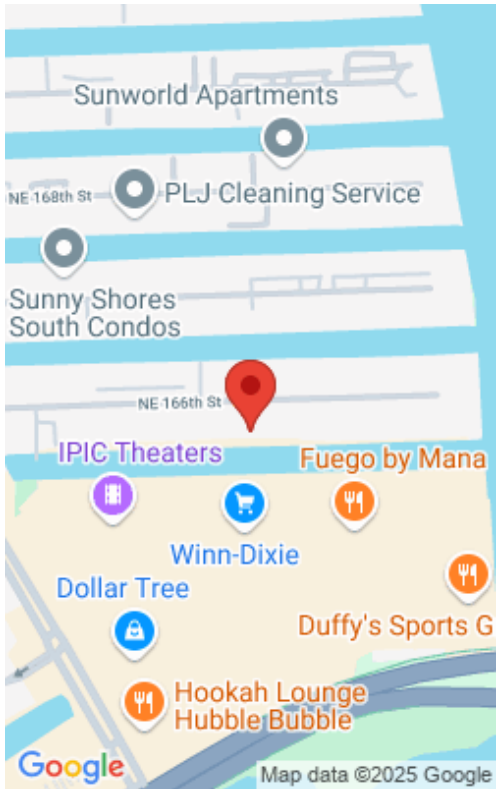 Sunworld Apartments
NE 168th St
PLJ Cleaning Service
Sunny Shores
South Condos
NE 166th St
IPIC Theaters
Fuego by Mana
Winn-Dixie
Dollar Tree
Duffy's Sports G
Hookah Lounge
Hubble Bubble
Google
Map data ©2025 Google